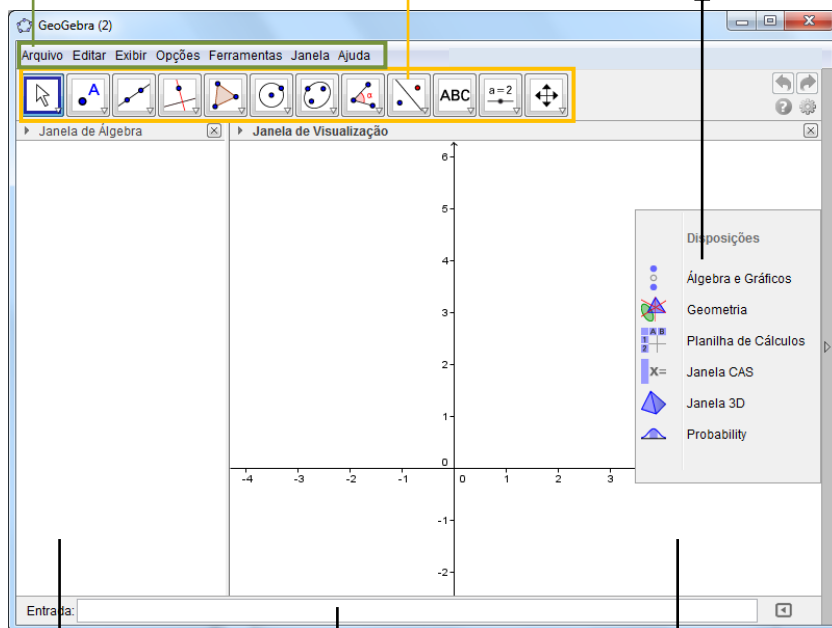 GeoGebra (2)
Arquivo Editar Exibir Opções Ferramentas Janela Ajuda
A
α
ABC
a=2
Janela de Álgebra
Janela de Visualização
6
5
4
3
2
1
0
-4 -3 -2 -1 0 1 2 3
-1
-2
Disposições
Álgebra e Gráficos
Geometria
A B
1
2
Planilha de Cálculos
X=
Janela CAS
Janela 3D
Probability
Entrada: